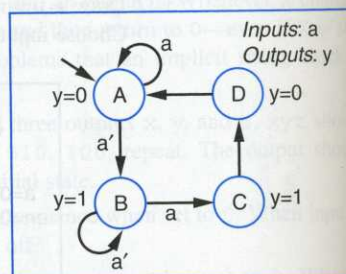 Inputs: a
Outputs: y
a
y=0 A D y=0
a′
y=1 B a C y=1
a′